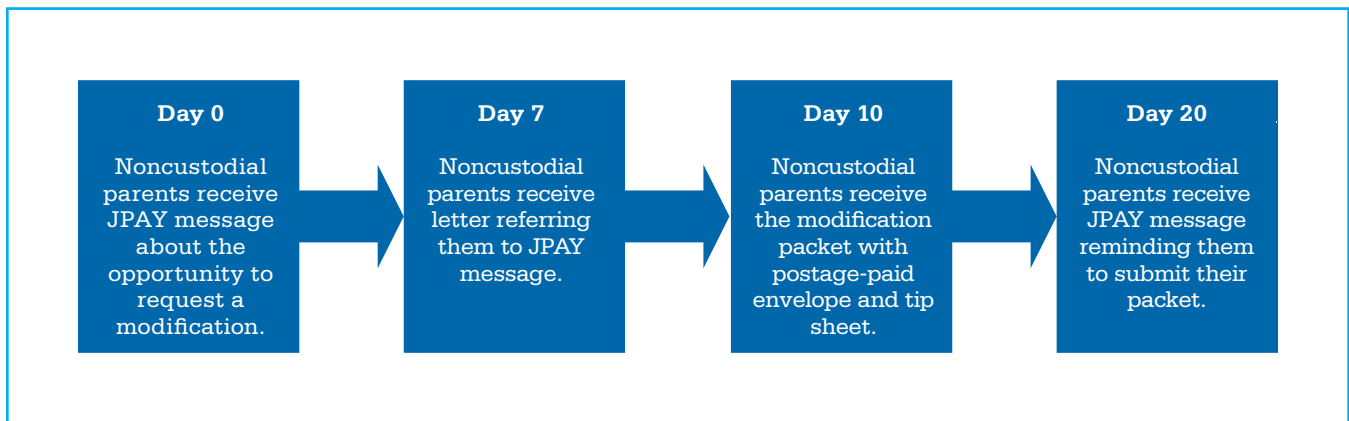 Day 0
Noncustodial
parents receive
JPAY message
about the
opportunity to
request a
modification.
Day 7
Noncustodial
parents receive
letter referring
them to JPAY
message.
Day 10
Noncustodial
parents receive
the modification
packet with
postage-paid
envelope and tip
sheet.
Day 20
Noncustodial
parents receive
JPAY message
reminding them
to submit their
packet.